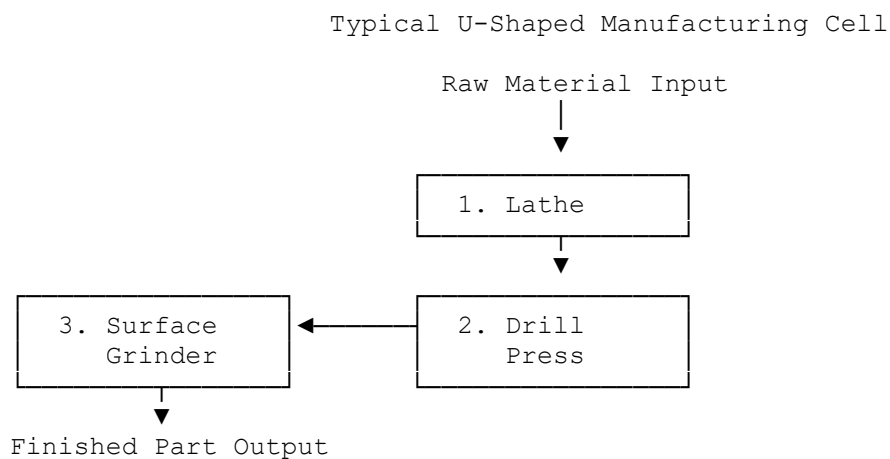 Typical U-Shaped Manufacturing Cell
Raw Material Input
1. Lathe
3. Surface
Grinder
2. Drill
Press
Finished Part Output